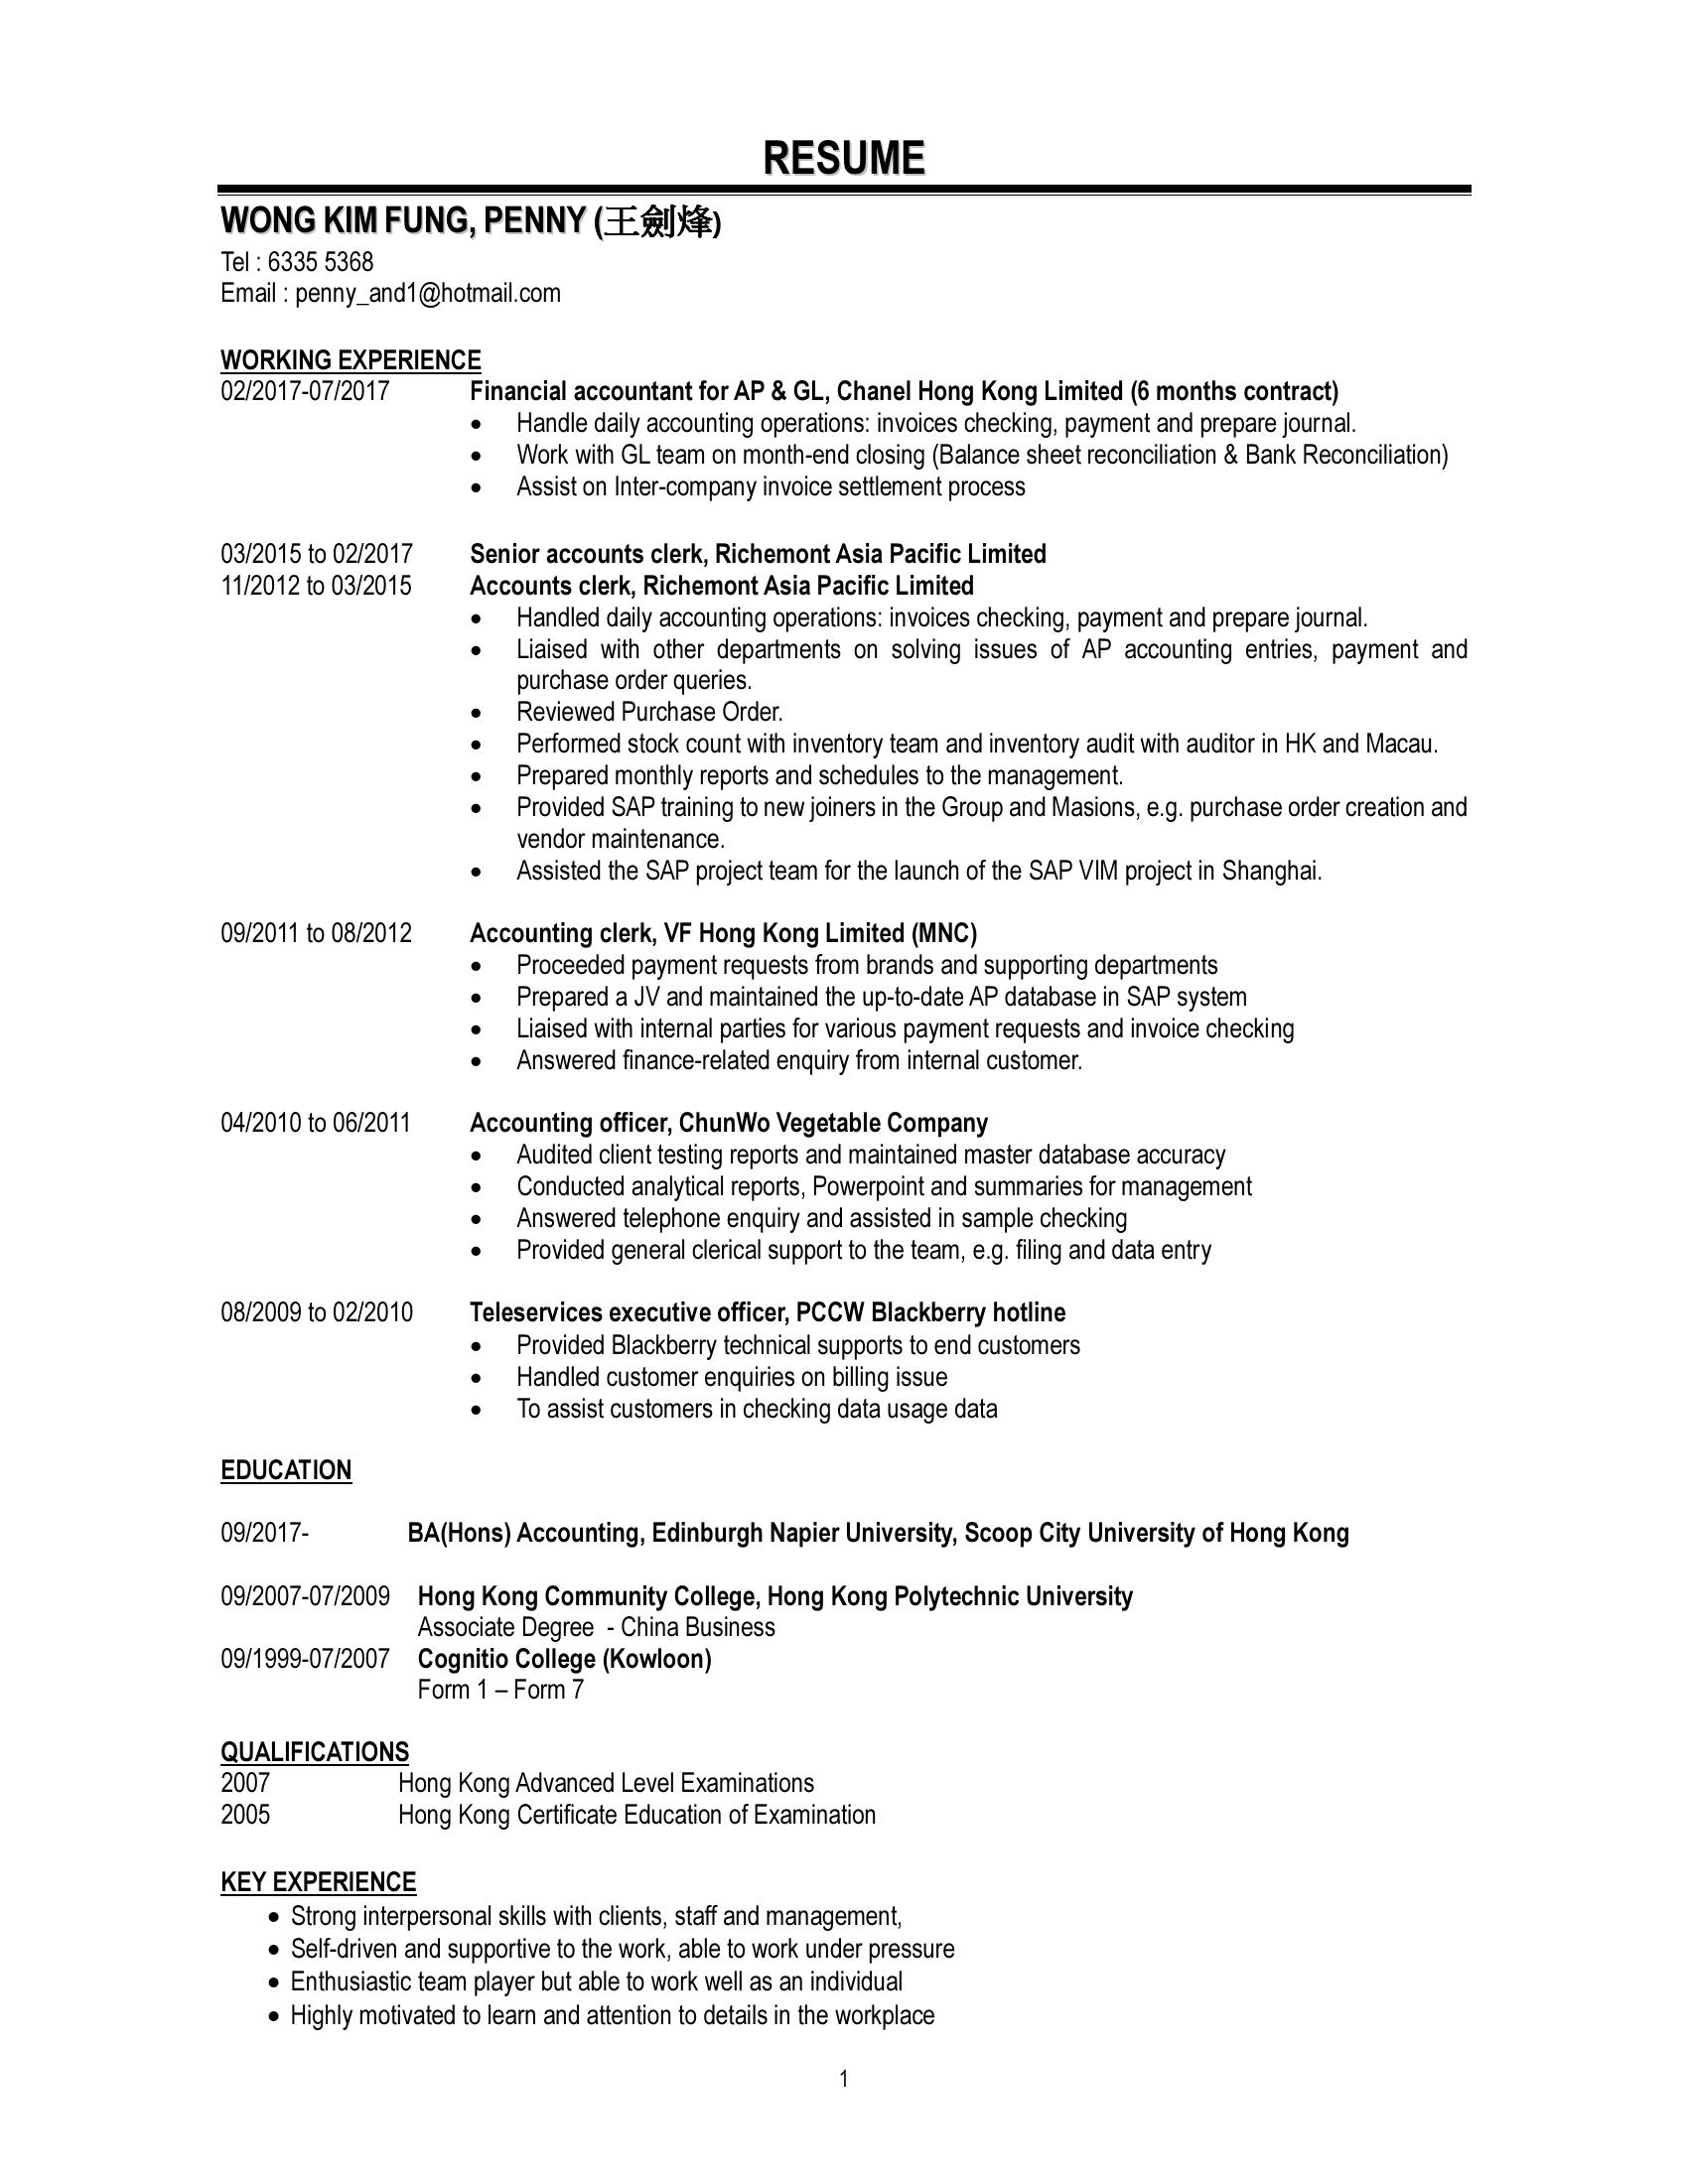 RESUME
WONG KIM FUNG, PENNY (王劍烽)
Tel : 6335 5368
Email : penny_and1@hotmail.com
WORKING EXPERIENCE
02/2017-07/2017 Financial accountant for AP & GL, Chanel Hong Kong Limited (6 months contract)
• Handle daily accounting operations: invoices checking, payment and prepare journal.
• Work with GL team on month-end closing (Balance sheet reconciliation & Bank Reconciliation)
• Assist on Inter-company invoice settlement process
03/2015 to 02/2017 Senior accounts clerk, Richemont Asia Pacific Limited
11/2012 to 03/2015 Accounts clerk, Richemont Asia Pacific Limited
• Handled daily accounting operations: invoices checking, payment and prepare journal.
• Liaised with other departments on solving issues of AP accounting entries, payment and
purchase order queries.
• Reviewed Purchase Order.
• Performed stock count with inventory team and inventory audit with auditor in HK and Macau.
• Prepared monthly reports and schedules to the management.
• Provided SAP training to new joiners in the Group and Masions, e.g. purchase order creation and
vendor maintenance.
• Assisted the SAP project team for the launch of the SAP VIM project in Shanghai.
09/2011 to 08/2012 Accounting clerk, VF Hong Kong Limited (MNC)
• Proceeded payment requests from brands and supporting departments
• Prepared a JV and maintained the up-to-date AP database in SAP system
• Liaised with internal parties for various payment requests and invoice checking
• Answered finance-related enquiry from internal customer.
04/2010 to 06/2011 Accounting officer, ChunWo Vegetable Company
• Audited client testing reports and maintained master database accuracy
• Conducted analytical reports, Powerpoint and summaries for management
• Answered telephone enquiry and assisted in sample checking
• Provided general clerical support to the team, e.g. filing and data entry
08/2009 to 02/2010 Teleservices executive officer, PCCW Blackberry hotline
• Provided Blackberry technical supports to end customers
• Handled customer enquiries on billing issue
• To assist customers in checking data usage data
EDUCATION
09/2017- BA(Hons) Accounting, Edinburgh Napier University, Scoop City University of Hong Kong
09/2007-07/2009 Hong Kong Community College, Hong Kong Polytechnic University
Associate Degree - China Business
09/1999-07/2007 Cognitio College (Kowloon)
Form 1 – Form 7
QUALIFICATIONS
2007 Hong Kong Advanced Level Examinations
2005 Hong Kong Certificate Education of Examination
KEY EXPERIENCE
• Strong interpersonal skills with clients, staff and management,
• Self-driven and supportive to the work, able to work under pressure
• Enthusiastic team player but able to work well as an individual
• Highly motivated to learn and attention to details in the workplace
1